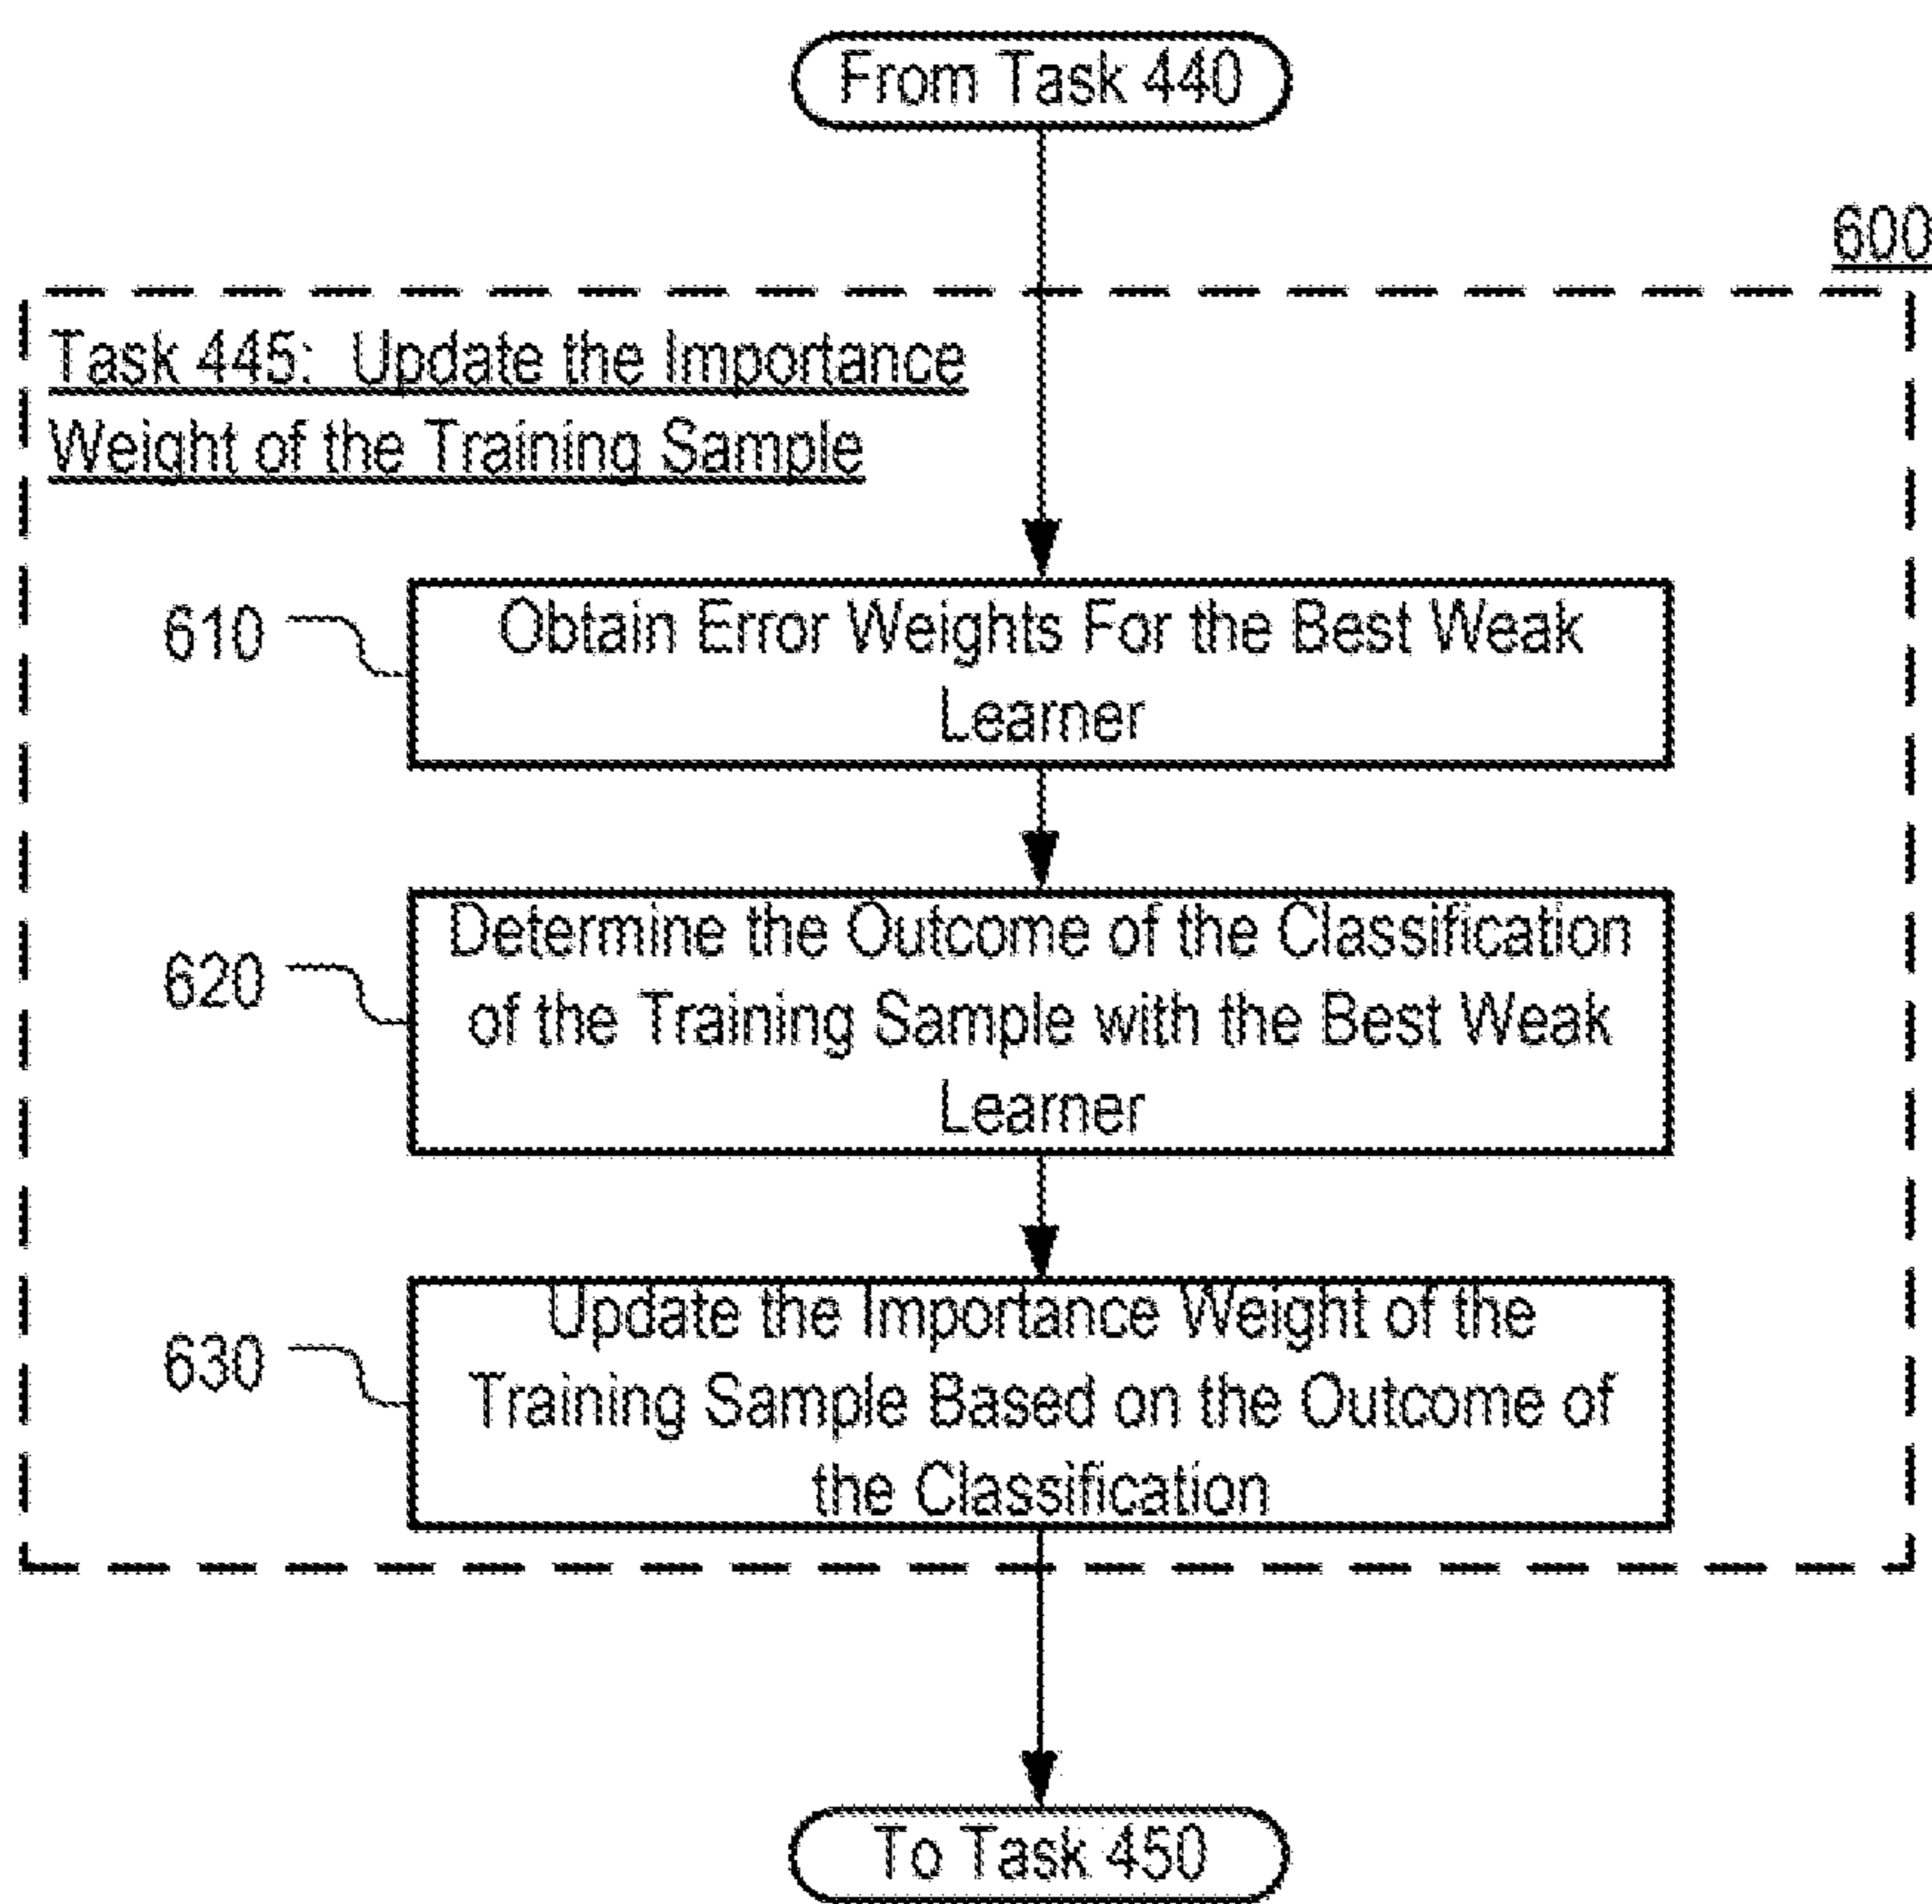 From Task 440
600
Task 445: Update the Importance
Weight of the Training Sample
610
Obtain Error Weights For the Best Weak
Learner
620
Determine the Outcome of the Classification
of the Training Sample with the Best Weak
Learner
630
Update the Importance Weight of the
Training Sample Based on the Outcome of
the Classification
To Task 450